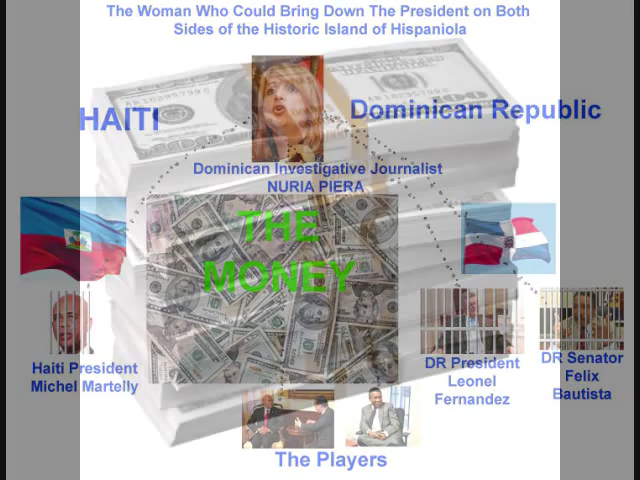 The Woman Who Could Bring Down The President on Both
Sides of the Historic Island of Hispaniola
HAITI
Dominican Republic
Dominican Investigative Journalist
NURIA PIERA
THE
MONEY
Haiti President
Michel Martelly
DR President
Leonel
Fernandez
DR Senator
Felix
Bautista
The Players